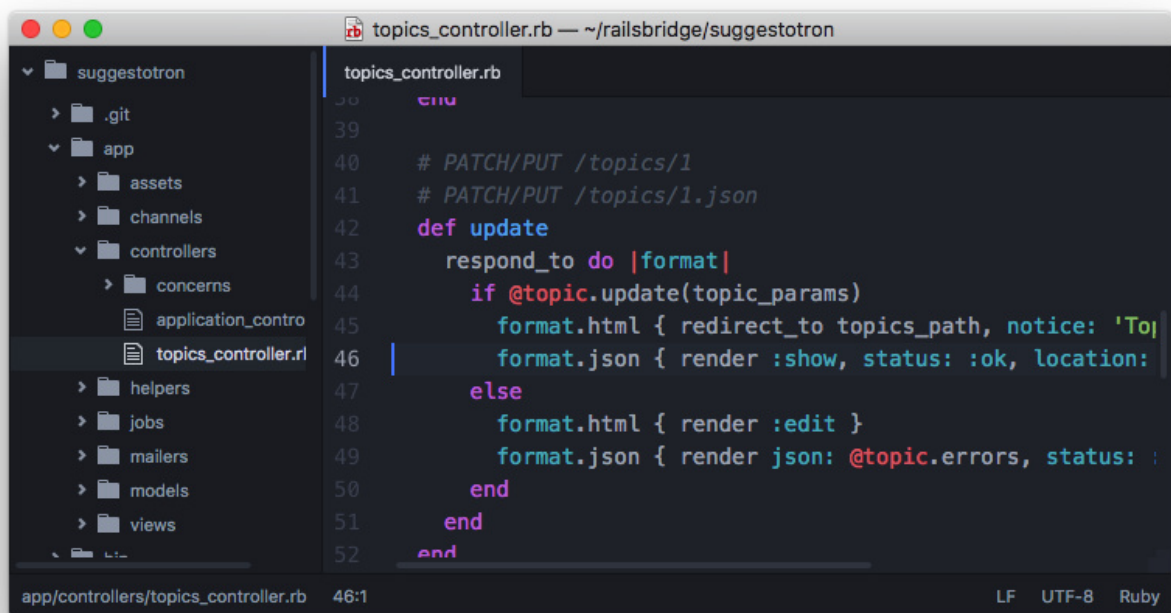 topics_controller.rb — ~/railsbridge/suggestotron
suggestotron
.git
app
assets
channels
controllers
concerns
application_contro
topics_controller.rl
helpers
jobs
mailers
models
views
bin
topics_controller.rb
38 end
39
40 # PATCH/PUT /topics/1
41 # PATCH/PUT /topics/1.json
42 def update
43 respond_to do |format|
44 if @topic.update(topic_params)
45 format.html { redirect_to topics_path, notice: 'Top
46 format.json { render :show, status: :ok, location:
47 else
48 format.html { render :edit }
49 format.json { render json: @topic.errors, status: :
50 end
51 end
52 end
app/controllers/topics_controller.rb 46:1 LF UTF-8 Ruby